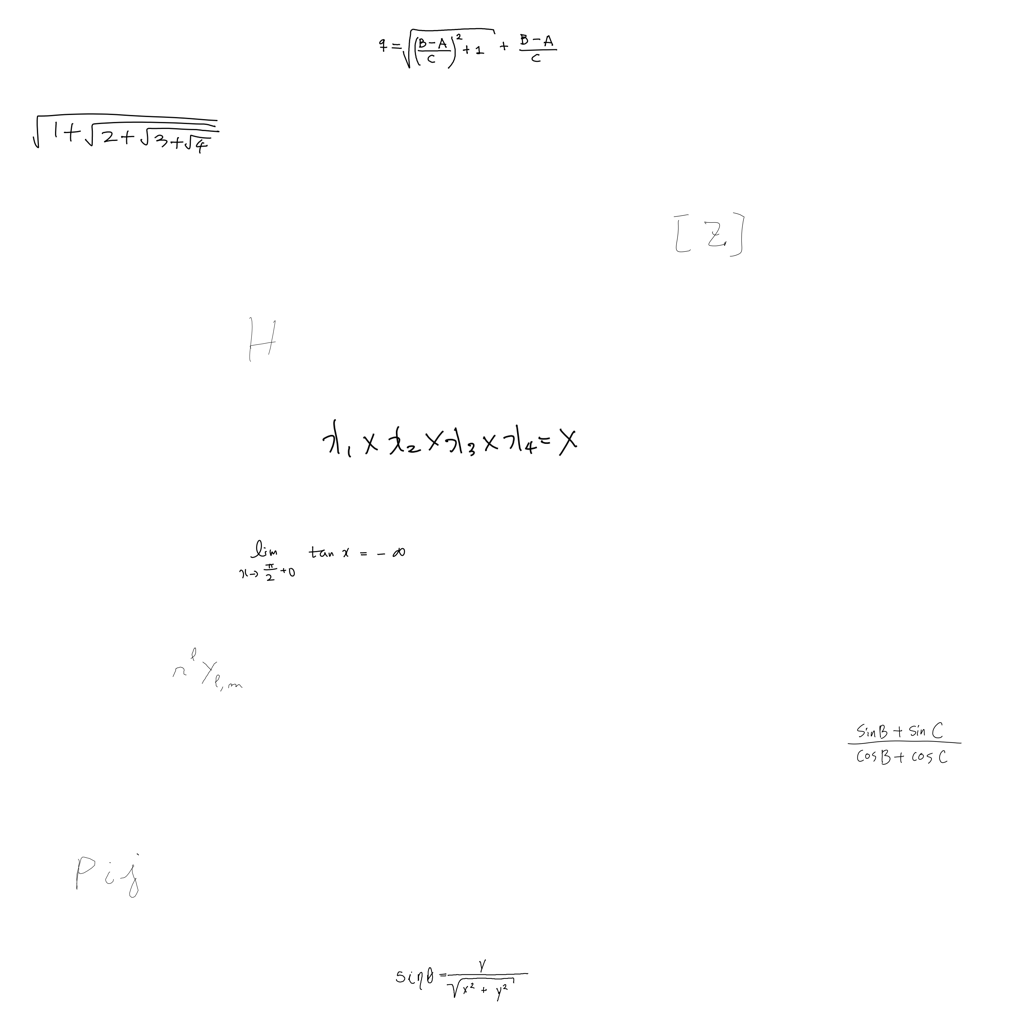 q = \sqrt{\left(\frac{B-A}{C}\right)^2 + 1} + \frac{B-A}{C}
\sqrt{1+\sqrt{2+\sqrt{3+\sqrt{4}}}}
[Z]
H
x_1 \times x_2 \times x_3 \times x_4 = X
\lim_{x \to \frac{\pi}{2}+0} \tan x = -\infty
r^l Y_{l,m}
\frac{\sin B + \sin C}{\cos B + \cos C}
P_{ij}
\sin\theta = \frac{y}{\sqrt{x^2+y^2}}